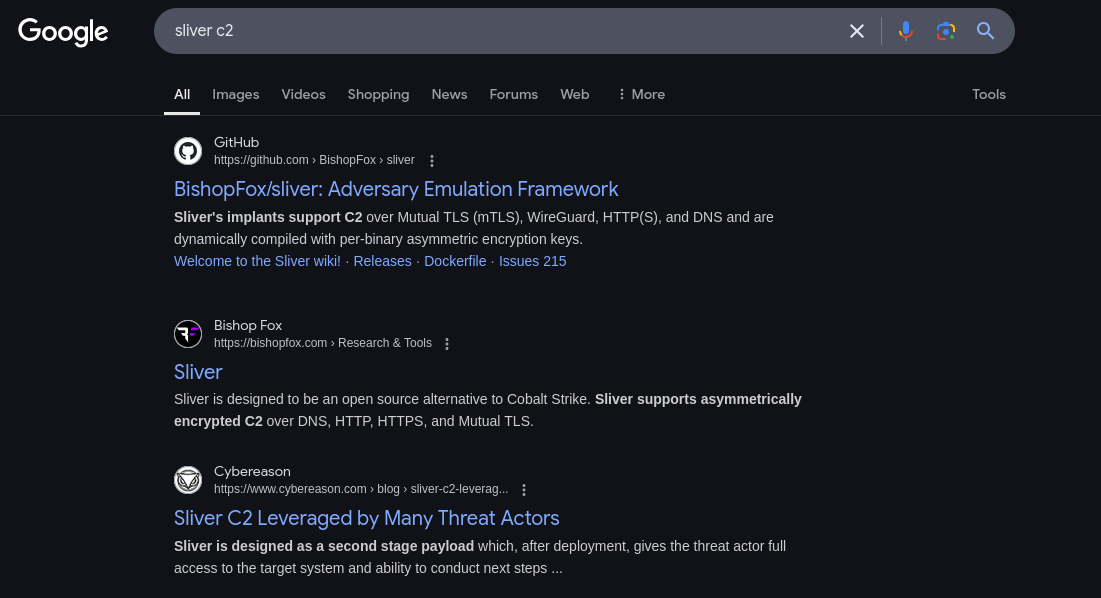 Google
sliver c2
All Images Videos Shopping News Forums Web More Tools
GitHub
https://github.com › BishopFox › sliver
BishopFox/sliver: Adversary Emulation Framework
Sliver's implants support C2 over Mutual TLS (mTLS), WireGuard, HTTP(S), and DNS and are
dynamically compiled with per-binary asymmetric encryption keys.
Welcome to the Sliver wiki! · Releases · Dockerfile · Issues 215
Bishop Fox
https://bishopfox.com › Research & Tools
Sliver
Sliver is designed to be an open source alternative to Cobalt Strike. Sliver supports asymmetrically
encrypted C2 over DNS, HTTP, HTTPS, and Mutual TLS.
Cybereason
https://www.cybereason.com › blog › sliver-c2-leverag...
Sliver C2 Leveraged by Many Threat Actors
Sliver is designed as a second stage payload which, after deployment, gives the threat actor full
access to the target system and ability to conduct next steps ...